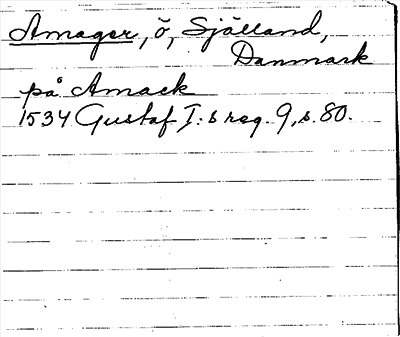 Amager, ö, Själland,
Danmark
på Amack
1534 Gustaf I:s reg. 9, s. 80.